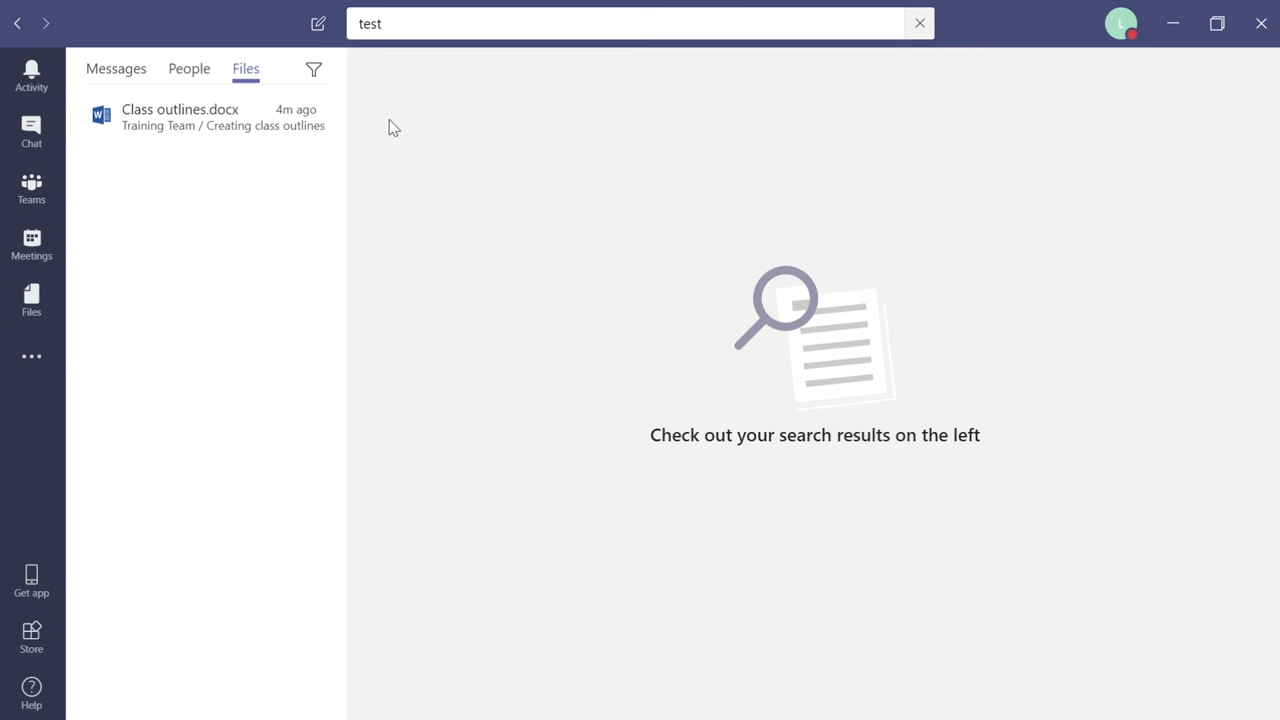 test
L
Activity
Chat
Teams
Meetings
Files
Get app
Store
Help
Messages People Files
Class outlines.docx 4m ago
Training Team / Creating class outlines
Check out your search results on the left